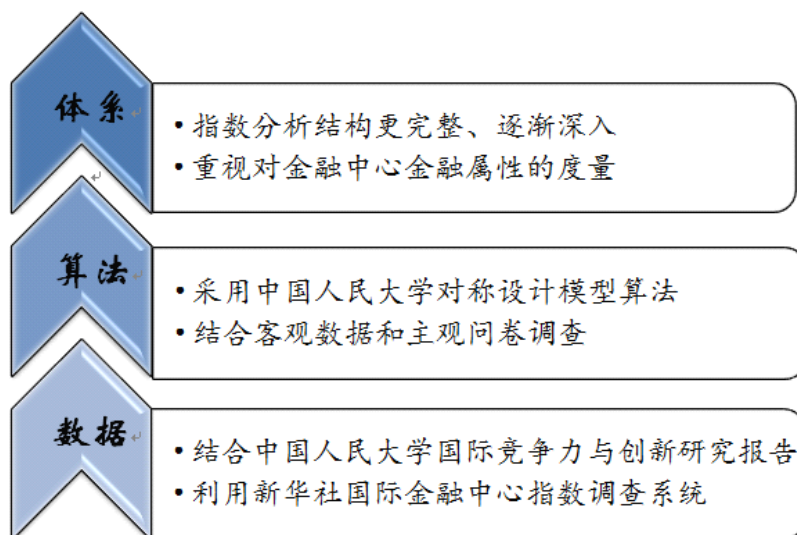 体系
• 指数分析结构更完整、逐渐深入
• 重视对金融中心金融属性的度量
算法
• 采用中国人民大学对称设计模型算法
• 结合客观数据和主观问卷调查
数据
• 结合中国人民大学国际竞争力与创新研究报告
• 利用新华社国际金融中心指数调查系统